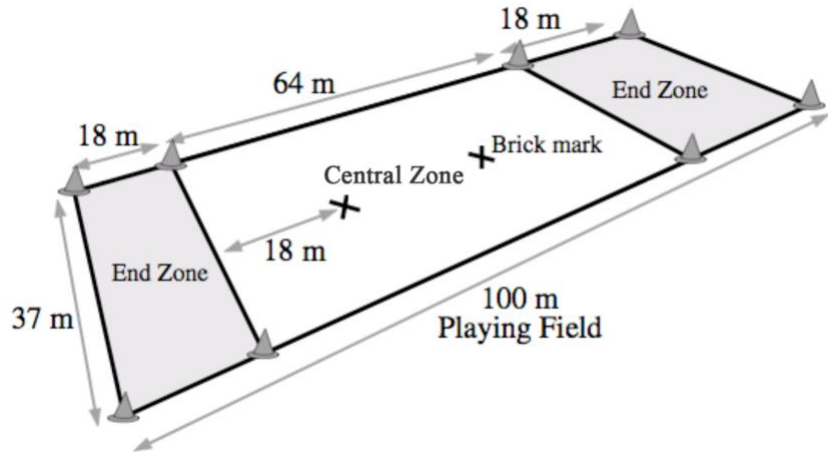 18 m
64 m
18 m
End Zone
Brick mark
Central Zone
18 m
End Zone
37 m
100 m
Playing Field